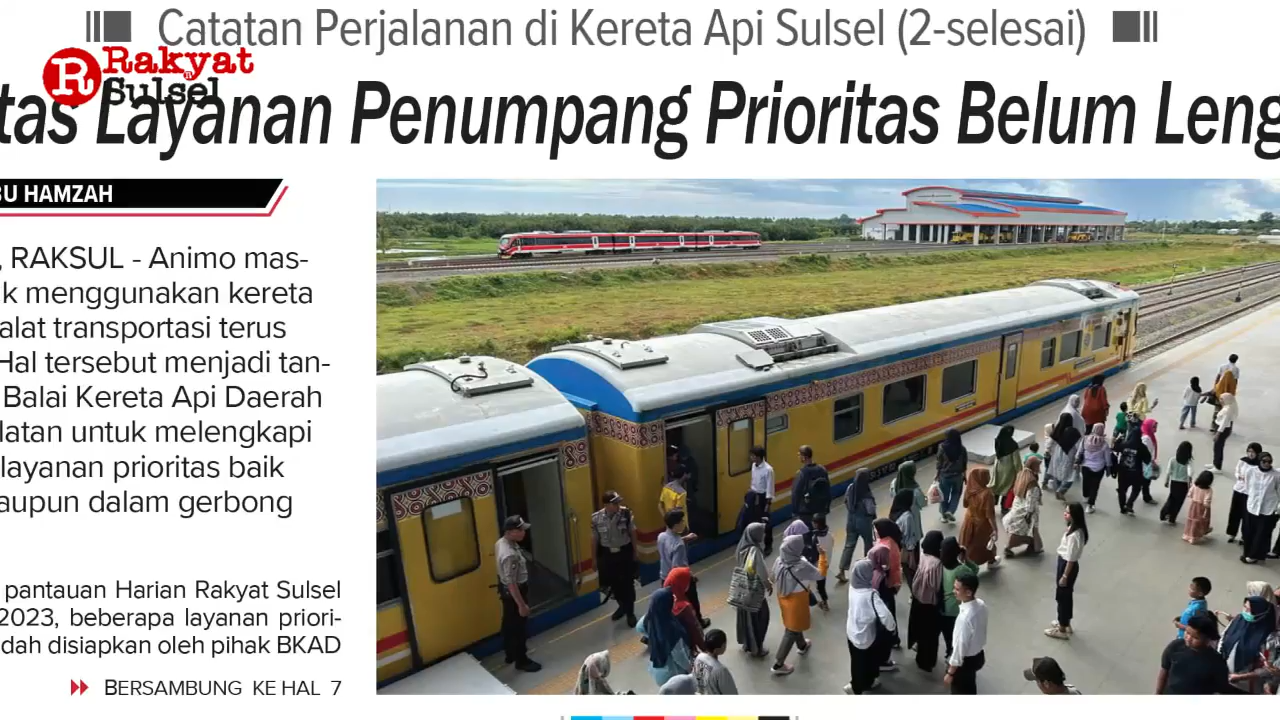 Catatan Perjalanan di Kereta Api Sulsel (2-selesai)
Rakyat
Sulsel
tas Layanan Penumpang Prioritas Belum Leng
BU HAMZAH
, RAKSUL - Animo mas-
k menggunakan kereta
alat transportasi terus
Hal tersebut menjadi tan-
Balai Kereta Api Daerah
latan untuk melengkapi
layanan prioritas baik
aupun dalam gerbong
pantauan Harian Rakyat Sulsel
2023, beberapa layanan priori-
dah disiapkan oleh pihak BKAD
BERSAMBUNG KE HAL 7